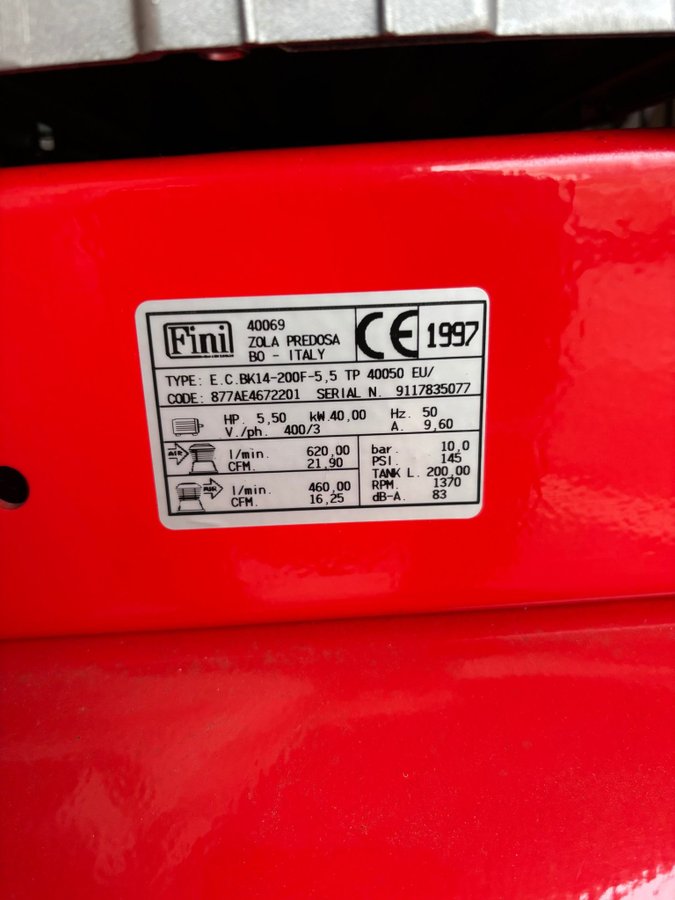 Fini
40069
ZOLA PREDOSA
BO - ITALY
CE
1997
TYPE: E.C.BK14-200F-5,5 TP 40050 EU/
CODE: 877AE4672201 SERIAL N. 9117835077
HP. 5,50 kW.40,00 Hz. 50
V./ph. 400/3 A. 9,60
AIR
l/min. 620,00
CFM. 21,90
AIR
l/min. 460,00
CFM. 16,25
bar. 10,0
PSI. 145
TANK L. 200,00
RPM. 1370
dB-A. 83